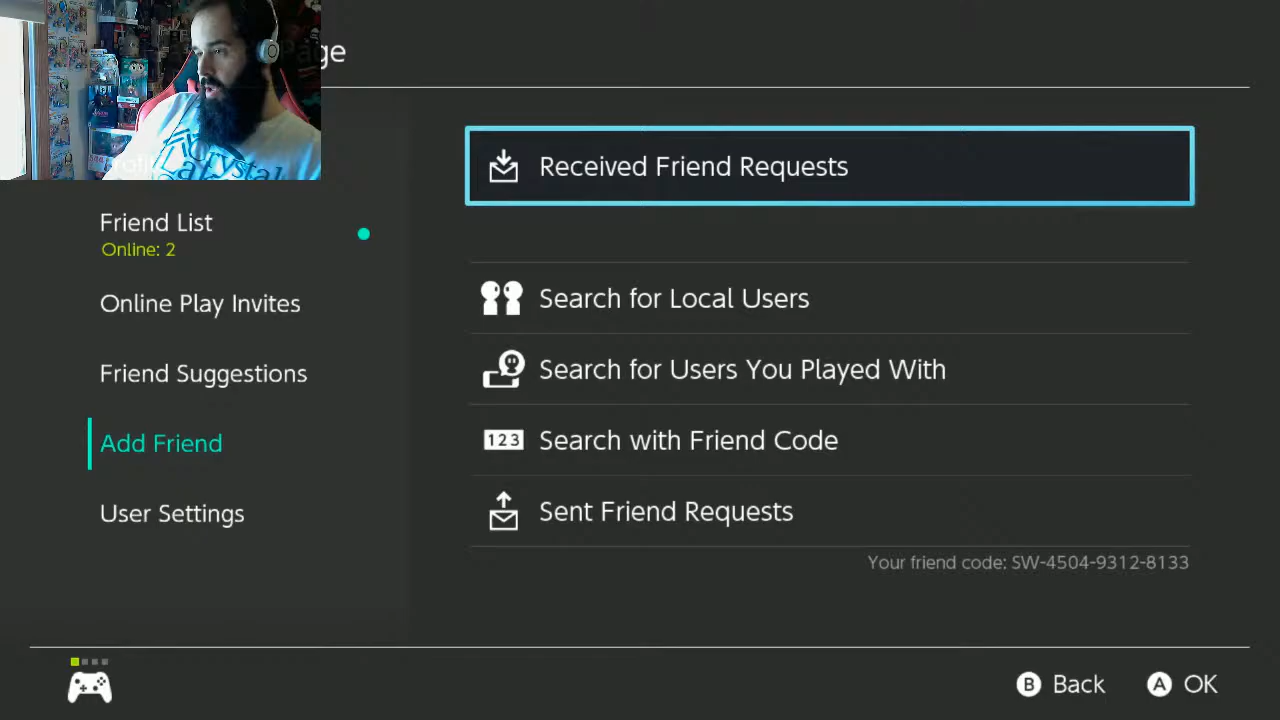 age
Friend List
Online: 2
Online Play Invites
Friend Suggestions
Add Friend
User Settings
Received Friend Requests
Search for Local Users
Search for Users You Played With
123 Search with Friend Code
Sent Friend Requests
Your friend code: SW-4504-9312-8133
B Back
A OK